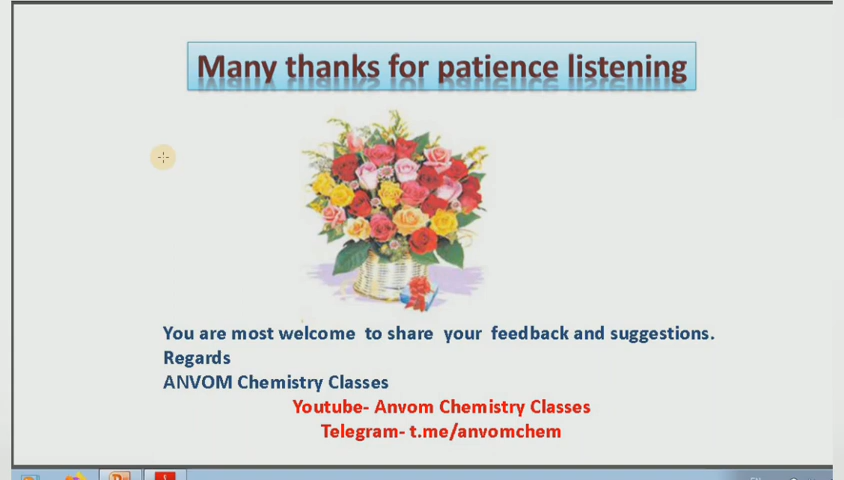 Many thanks for patience listening
You are most welcome to share your feedback and suggestions.
Regards
ANVOM Chemistry Classes
Youtube- Anvom Chemistry Classes
Telegram- t.me/anvomchem